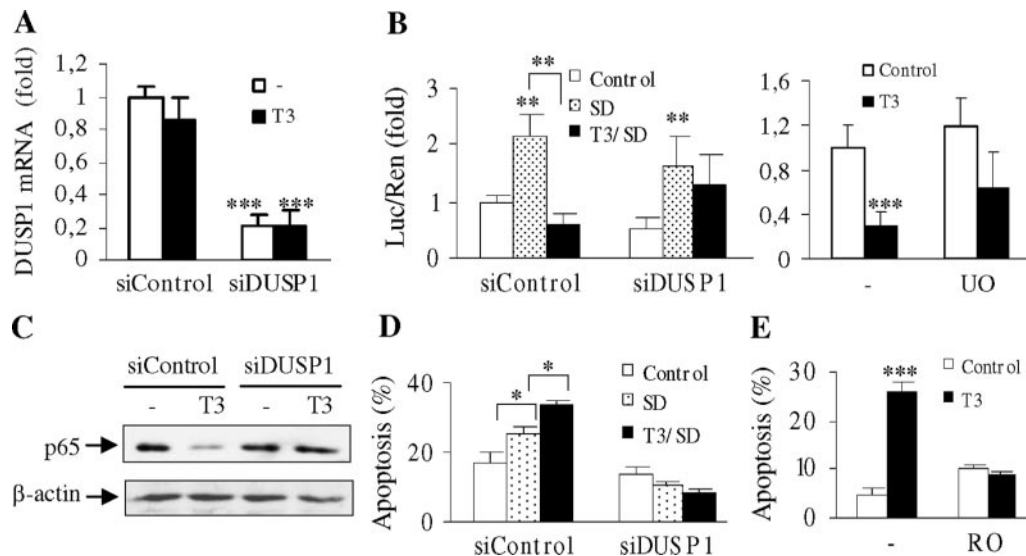 A
DUSP1 mRNA (fold)
1,2
1
0,8
0,6
0,4
0,2
0
-
T3
*** ***
siControl siDUSP1
B
Luc/Ren (fold)
3
2
1
0
**
**
**
Control
SD
T3/ SD
siControl siDUSP1
1,6
1,2
0,8
0,4
0
Control
T3
***
- UO
C
siControl siDUSP1
- T3 - T3
p65
β-actin
D
Apoptosis (%)
40
20
0
*
*
Control
SD
T3/ SD
siControl siDUSP1
E
Apoptosis (%)
30
20
10
0
***
Control
T3
- RO